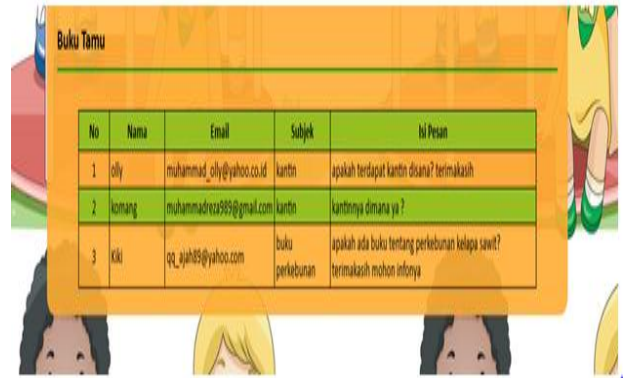 Buku Tamu
No Nama Email Subjek Isi Pesan
1 olly muhammad_olly@yahoo.co.id kantin apakah terdapat kantin disana? terimakasih
2 komang muhammadreza989@gmail.com kantin kantinnya dimana ya ?
3 Kiki qq_ajah89@yahoo.com buku perkebunan apakah ada buku tentang perkebunan kelapa sawit?
terimakasih mohon infonya